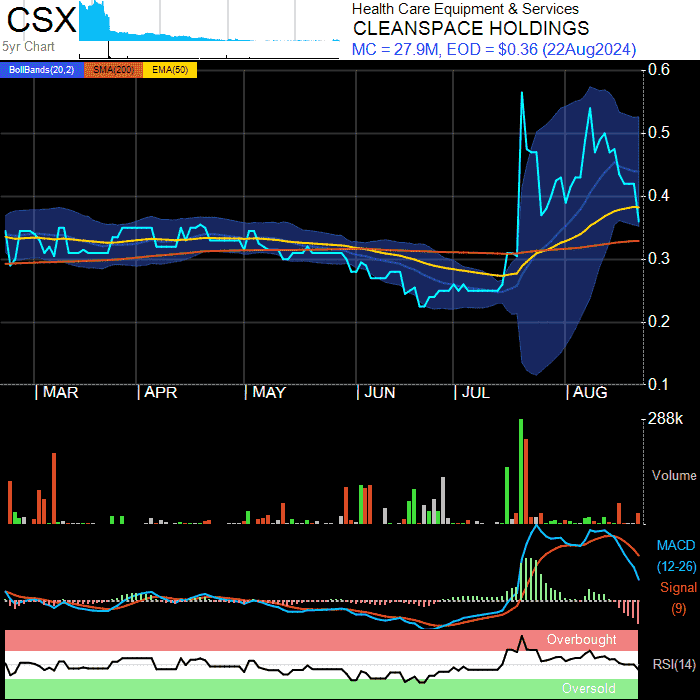 CSX
5yr Chart
Health Care Equipment & Services
CLEANSPACE HOLDINGS
MC = 27.9M, EOD = $0.36 (22Aug2024)
BollBands(20,2) SMA(200) EMA(50)
0.6
0.5
0.4
0.3
0.2
0.1
MAR APR MAY JUN JUL AUG
288k
Volume
MACD
(12-26)
Signal
(9)
Overbought
RSI(14)
Oversold